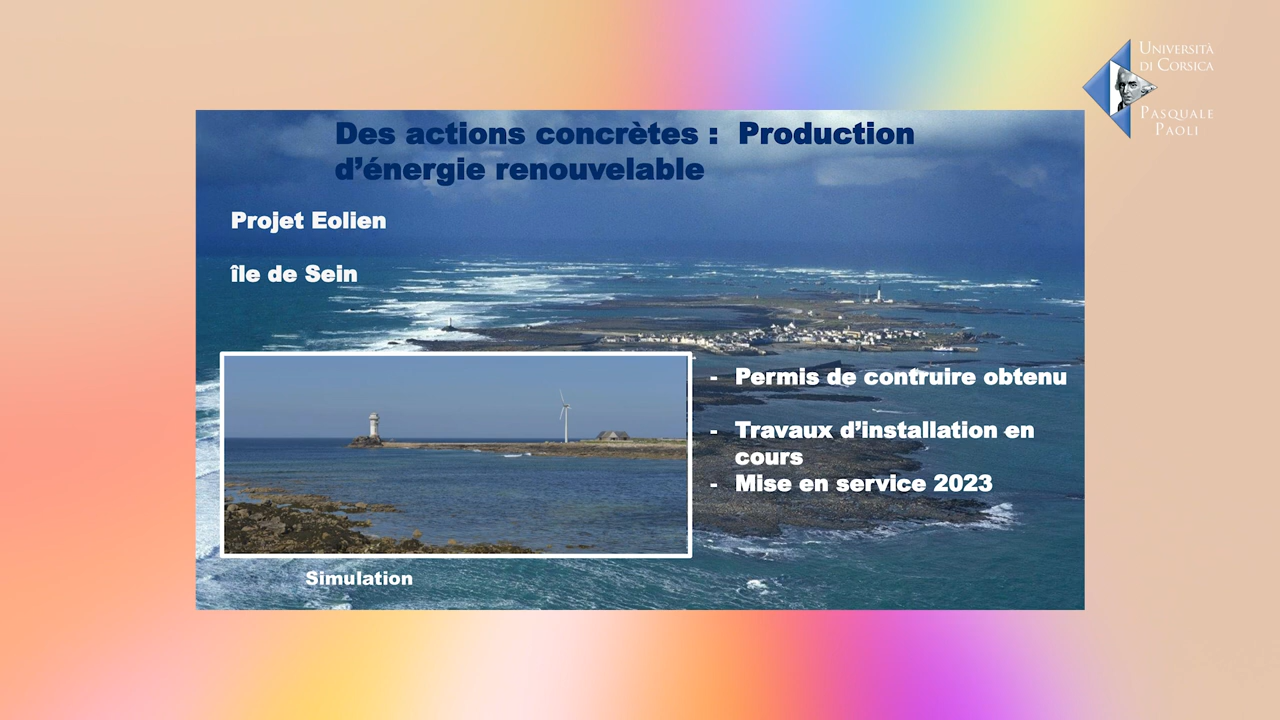 UNIVERSITÀ
DI CORSICA
PASQUALE
PAOLI
Des actions concrètes : Production
d’énergie renouvelable
Projet Eolien
île de Sein
- Permis de contruire obtenu
- Travaux d’installation en
cours
- Mise en service 2023
Simulation